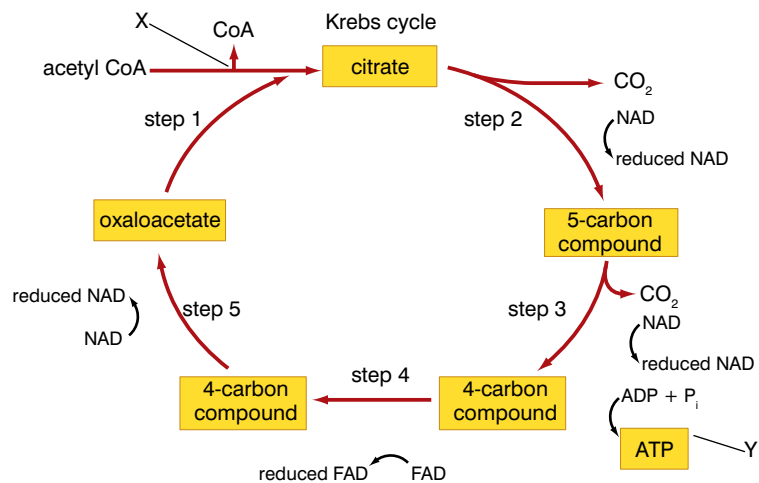 X
CoA
Krebs cycle
acetyl CoA
citrate
CO₂
step 1
step 2
NAD
reduced NAD
oxaloacetate
5-carbon
compound
reduced NAD
NAD
step 5
step 3
CO₂
NAD
reduced NAD
4-carbon
compound
step 4
4-carbon
compound
ADP + Pᵢ
ATP
Y
reduced FAD
FAD